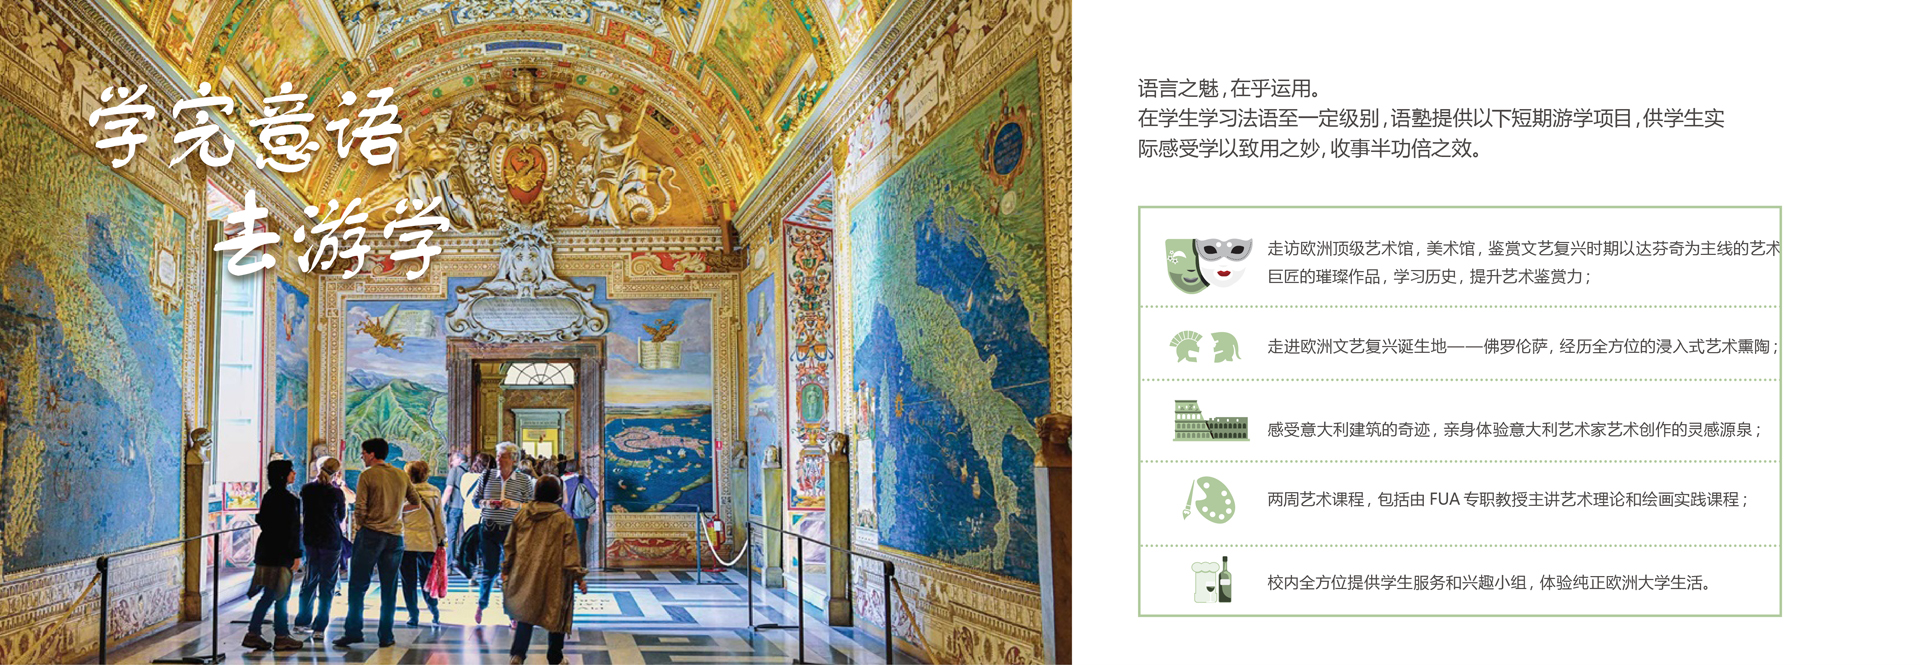 学完意语
去游学
语言之魅,在乎运用。
在学生学习法语至一定级别,语塾提供以下短期游学项目,供学生实
际感受学以致用之妙,收事半功倍之效。
走访欧洲顶级艺术馆, 美术馆, 鉴赏文艺复兴时期以达芬奇为主线的艺术
巨匠的璀璨作品, 学习历史, 提升艺术鉴赏力;
走进欧洲文艺复兴诞生地——佛罗伦萨, 经历全方位的浸入式艺术熏陶;
感受意大利建筑的奇迹, 亲身体验意大利艺术家艺术创作的灵感源泉;
两周艺术课程, 包括由 FUA 专职教授主讲艺术理论和绘画实践课程;
校内全方位提供学生服务和兴趣小组, 体验纯正欧洲大学生活。